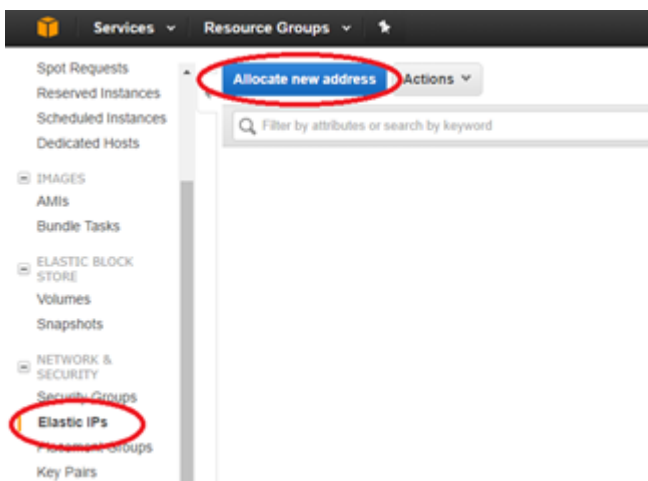 Services
Resource Groups
Spot Requests
Reserved Instances
Scheduled Instances
Dedicated Hosts
IMAGES
AMIs
Bundle Tasks
ELASTIC BLOCK
STORE
Volumes
Snapshots
NETWORK &
SECURITY
Security Groups
Elastic IPs
Placement Groups
Key Pairs
Allocate new address
Actions
Filter by attributes or search by keyword